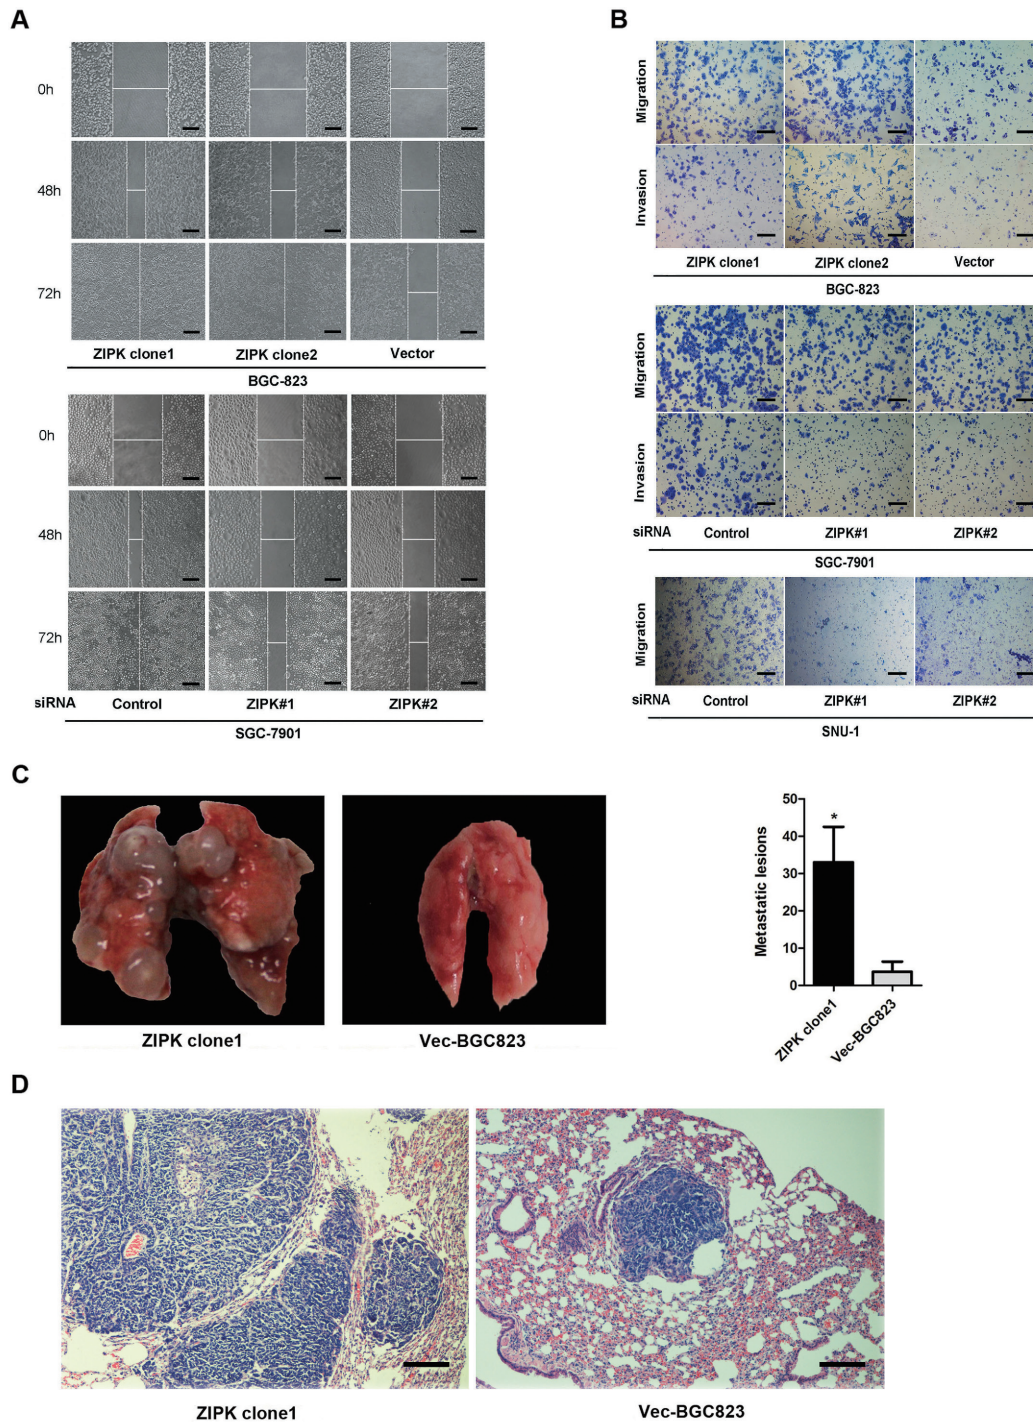 A
0h
48h
72h
ZIPK clone1 ZIPK clone2 Vector
BGC-823
0h
48h
72h
siRNA Control ZIPK#1 ZIPK#2
SGC-7901
B
Migration
Invasion
ZIPK clone1 ZIPK clone2 Vector
BGC-823
Migration
Invasion
siRNA Control ZIPK#1 ZIPK#2
SGC-7901
Migration
siRNA Control ZIPK#1 ZIPK#2
SNU-1
C
ZIPK clone1 Vec-BGC823
Metastatic lesions
50
40
30
20
10
0
*
ZIPK clone1
Vec-BGC823
D
ZIPK clone1 Vec-BGC823